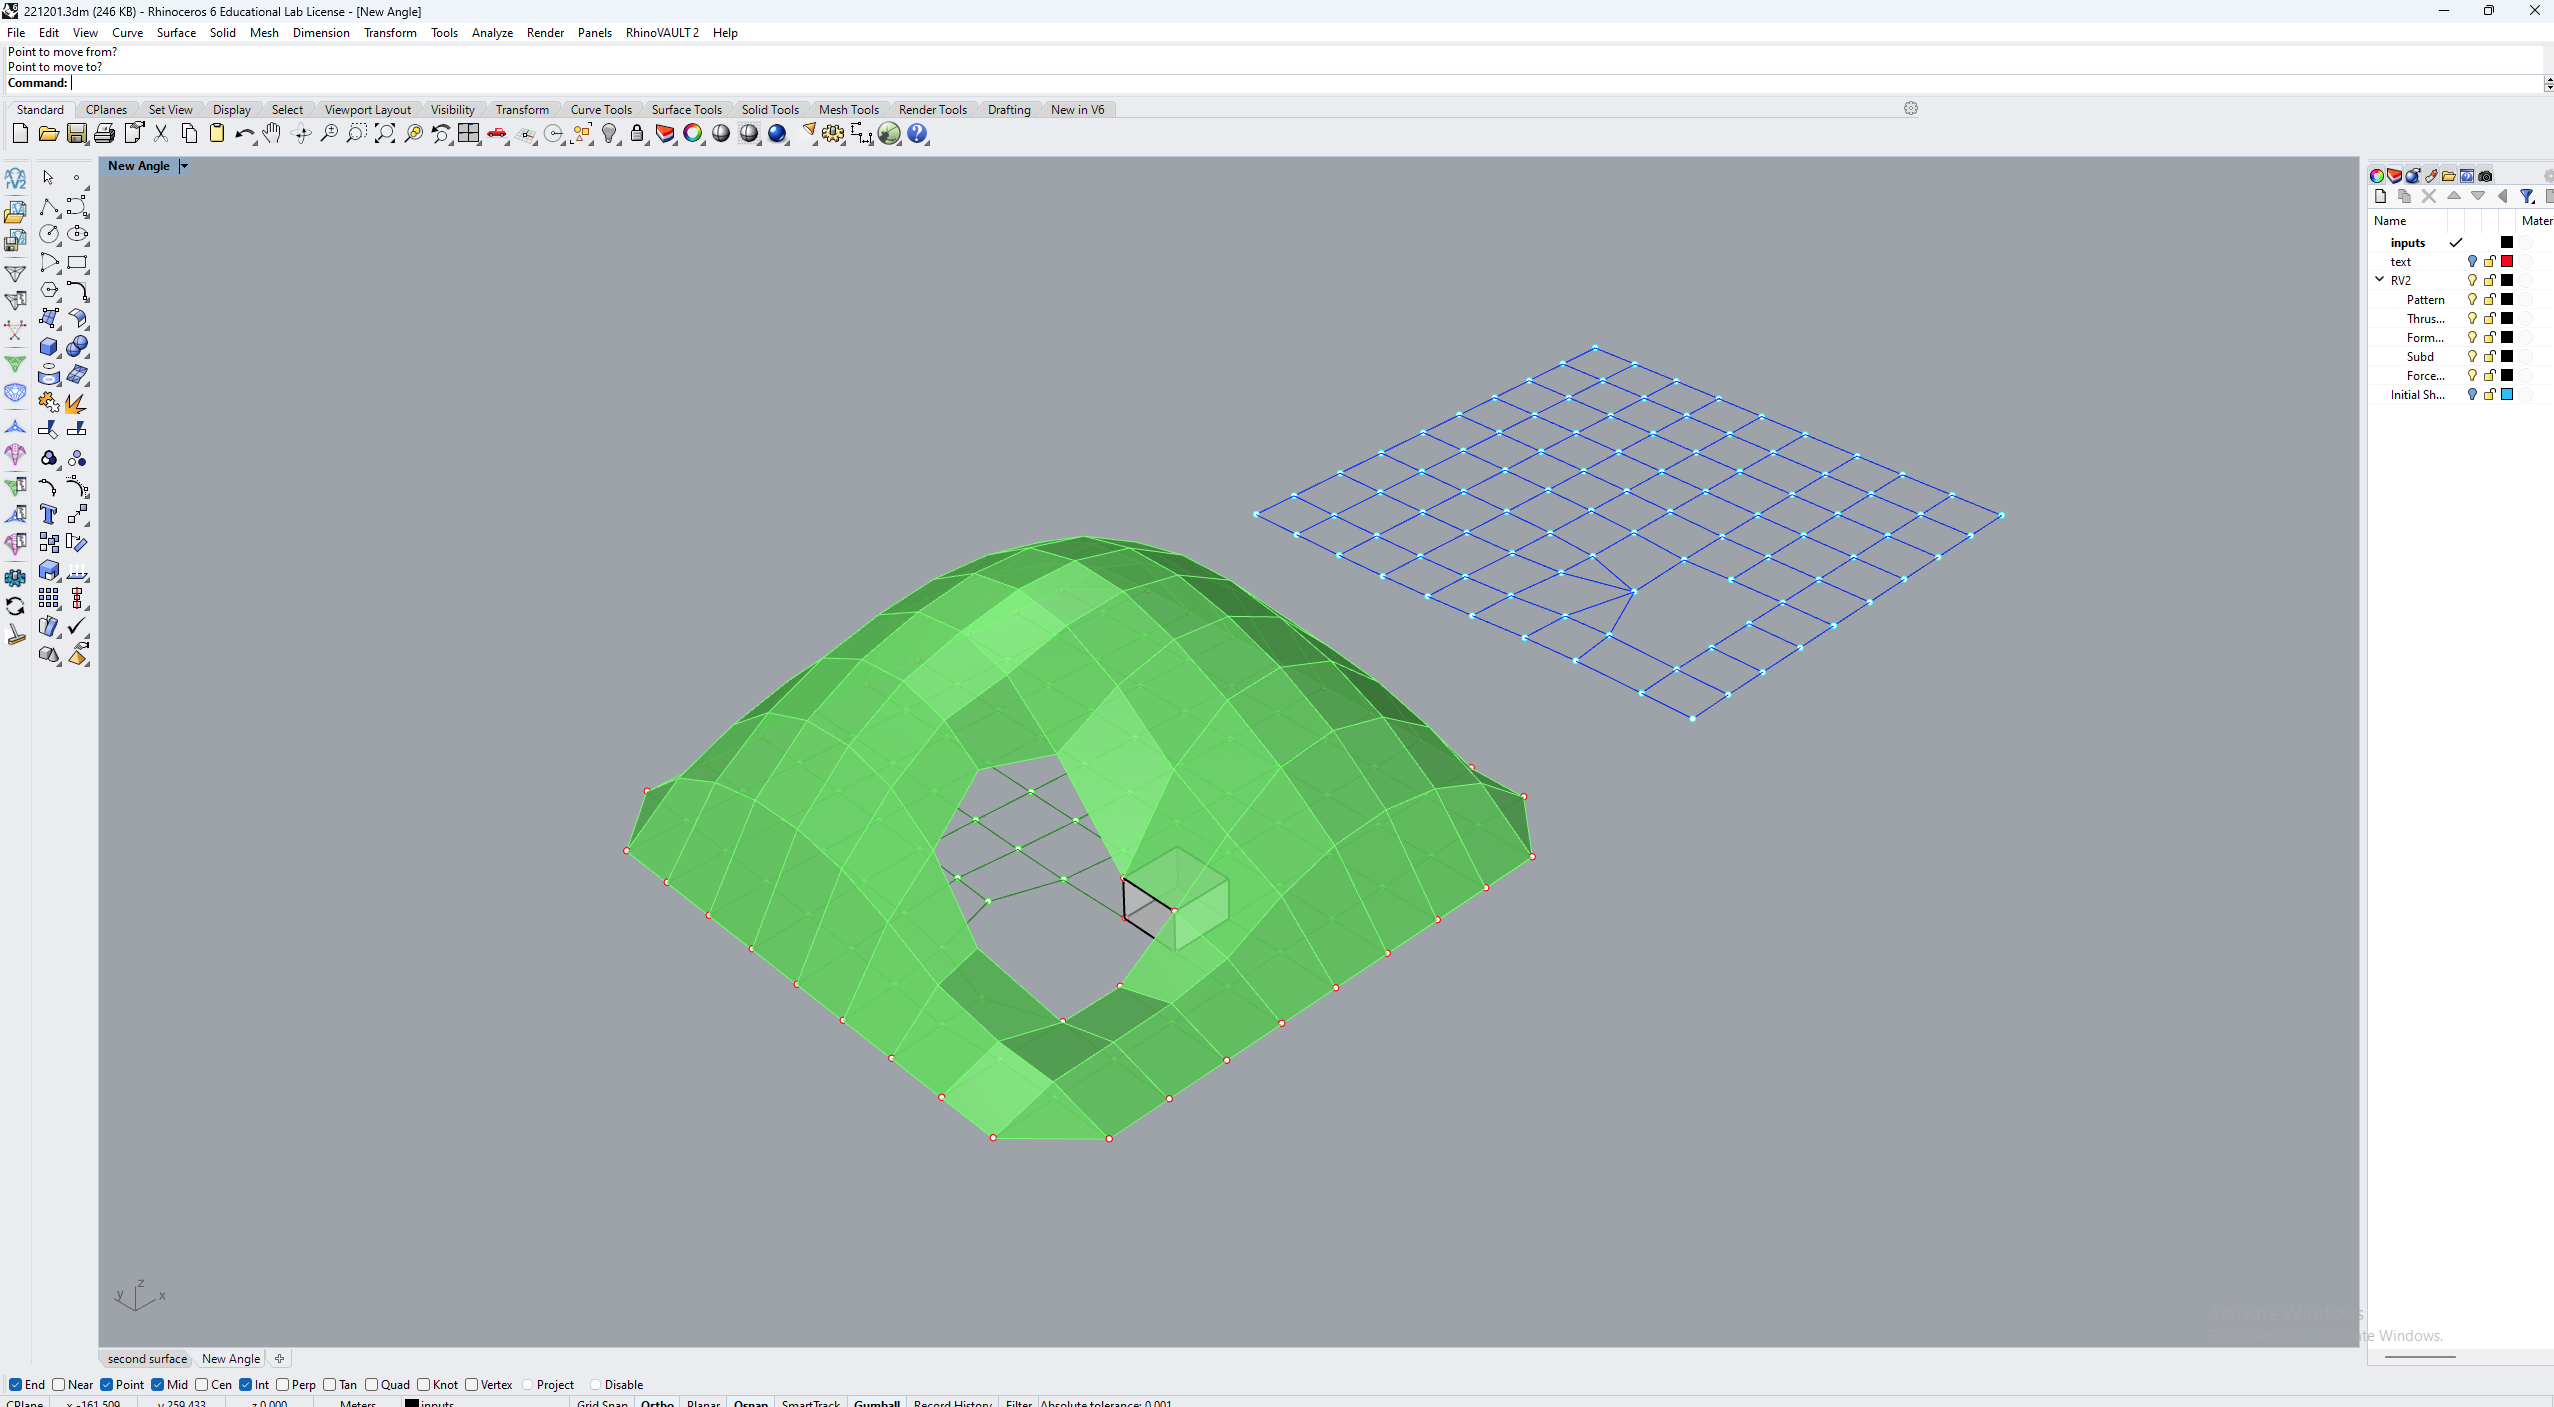 221201.3dm (246 KB) - Rhinoceros 6 Educational Lab License - [New Angle]
File Edit View Curve Surface Solid Mesh Dimension Transform Tools Analyze Render Panels RhinoVAULT2 Help
Point to move from?
Point to move to?
Command:
Standard CPlanes Set View Display Select Viewport Layout Visibility Transform Curve Tools Surface Tools Solid Tools Mesh Tools Render Tools Drafting New in V6
New Angle
Name Mater
inputs
text
RV2
Pattern
Thrus...
Form...
Subd
Force...
Initial Sh...
z
y x
Activate Windows
te Windows.
second surface New Angle
End Near Point Mid Cen Int Perp Tan Quad Knot Vertex Project Disable
CPlane x -161.509 y 259.433 z 0.000 Meters inputs Grid Snap Ortho Planar Osnap SmartTrack Gumball Record History Filter Absolute tolerance: 0.001